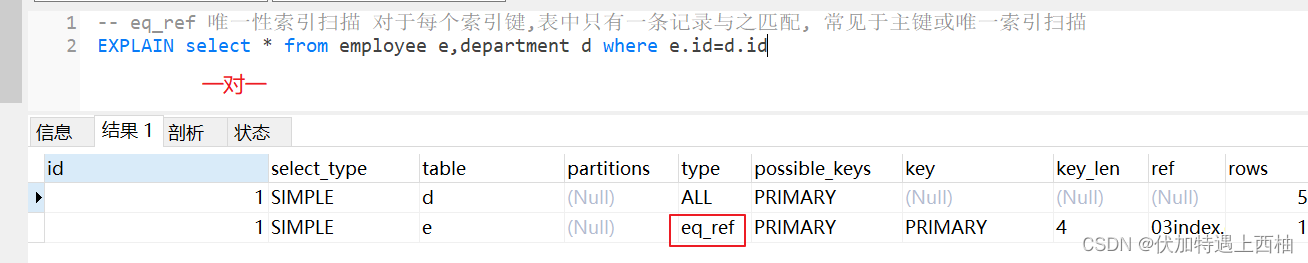 1 -- eq_ref 唯一性索引扫描 对于每个索引键,表中只有一条记录与之匹配, 常见于主键或唯一索引扫描
2 EXPLAIN select * from employee e,department d where e.id=d.id
一对一
信息 结果 1 剖析 状态
id select_type table partitions type possible_keys key key_len ref rows
1 SIMPLE d (Null) ALL PRIMARY (Null) (Null) (Null) 5
1 SIMPLE e (Null) eq_ref PRIMARY PRIMARY 4 03index. 1
CSDN @伏加特遇上西柚